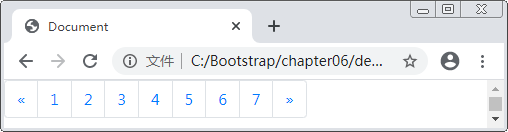 Document
文件 C:/Bootstrap/chapter06/de...
« 1 2 3 4 5 6 7 »